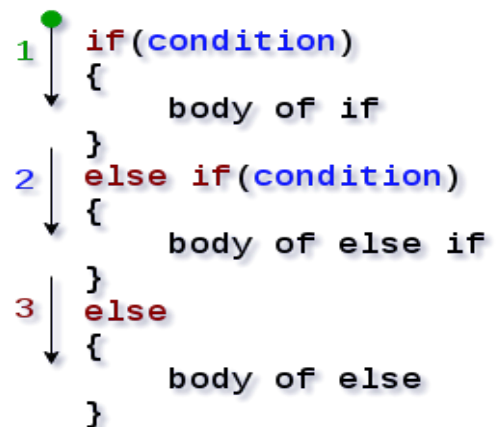 1 if(condition)
{
body of if
}
2 else if(condition)
{
body of else if
}
3 else
{
body of else
}